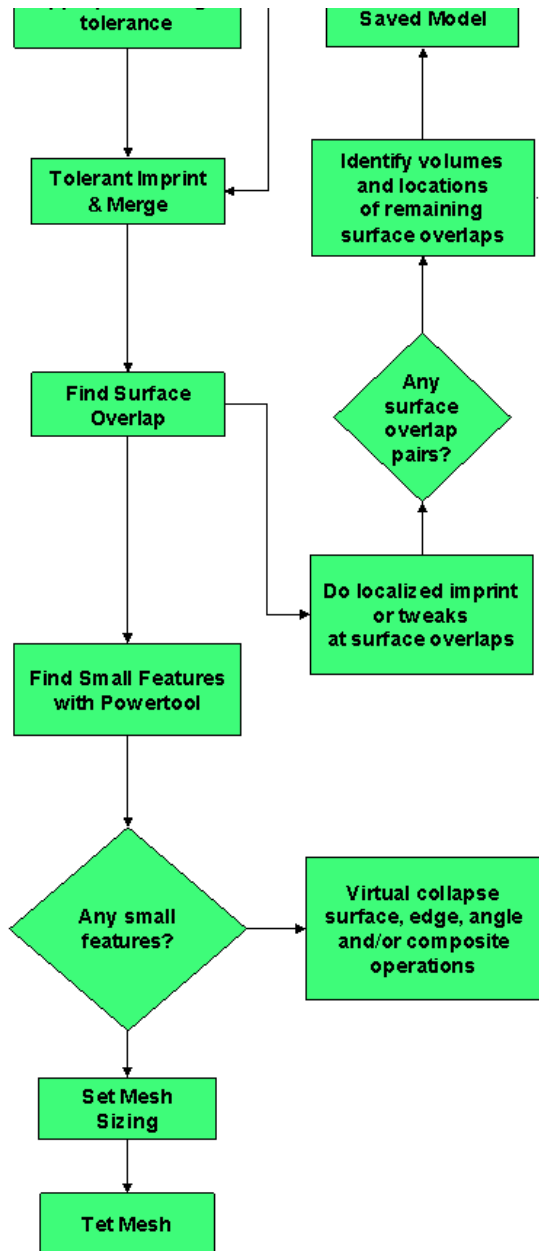 tolerance
Saved Model
Tolerant Imprint
& Merge
Identify volumes
and locations
of remaining
surface overlaps
Find Surface
Overlap
Any
surface
overlap
pairs?
Do localized imprint
or tweaks
at surface overlaps
Find Small Features
with Powertool
Any small
features?
Virtual collapse
surface, edge, angle
and/or composite
operations
Set Mesh
Sizing
Tet Mesh